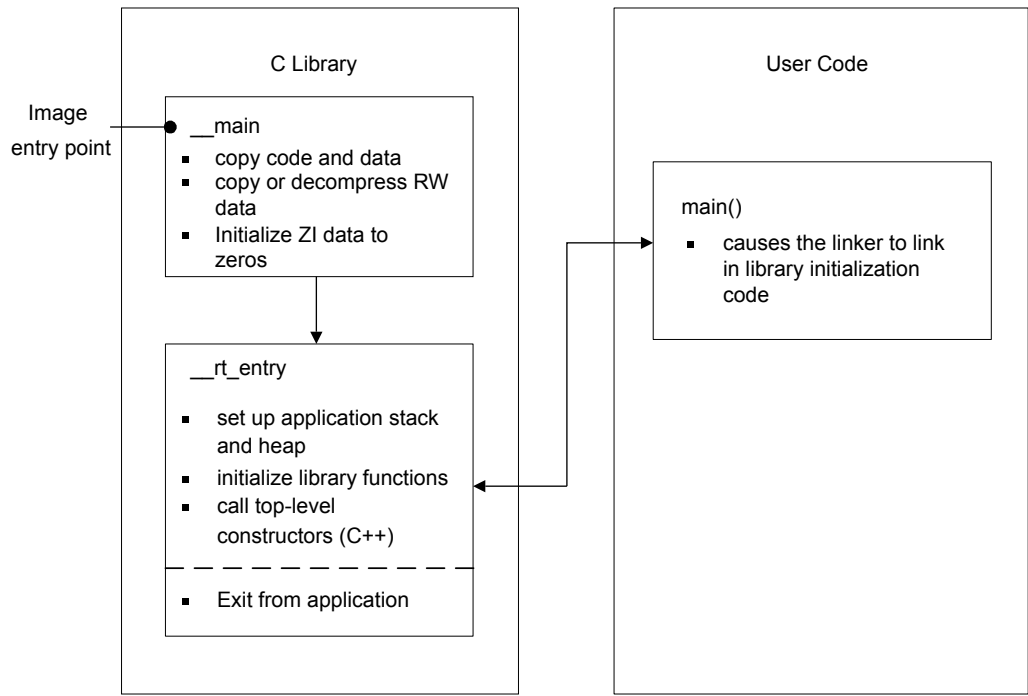 C Library
User Code
Image
entry point
__main
▪ copy code and data
▪ copy or decompress RW
data
▪ Initialize ZI data to
zeros
main()
▪ causes the linker to link
in library initialization
code
__rt_entry
▪ set up application stack
and heap
▪ initialize library functions
▪ call top-level
constructors (C++)
▪ Exit from application